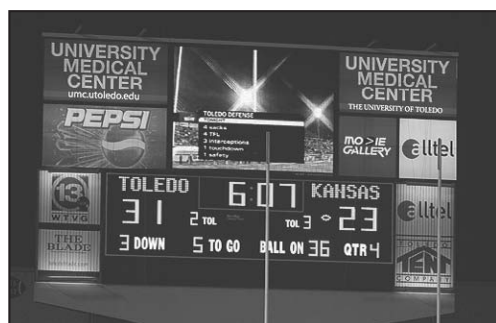 UNIVERSITY
MEDICAL
CENTER
umc.utoledo.edu
UNIVERSITY
MEDICAL
CENTER
THE UNIVERSITY OF TOLEDO
TOLEDO DEFENSE
4 sacks
4 TFL
3 interceptions
1 touchdown
1 safety
PEPSI
MOVIE
GALLERY
alltel
13
WTVG
THE
BLADE
TOLEDO 6:07 KANSAS
31 2 TOL TOL 3 23
3 DOWN 5 TO GO BALL ON 36 QTR 4
alltel
TENT
COMPANY